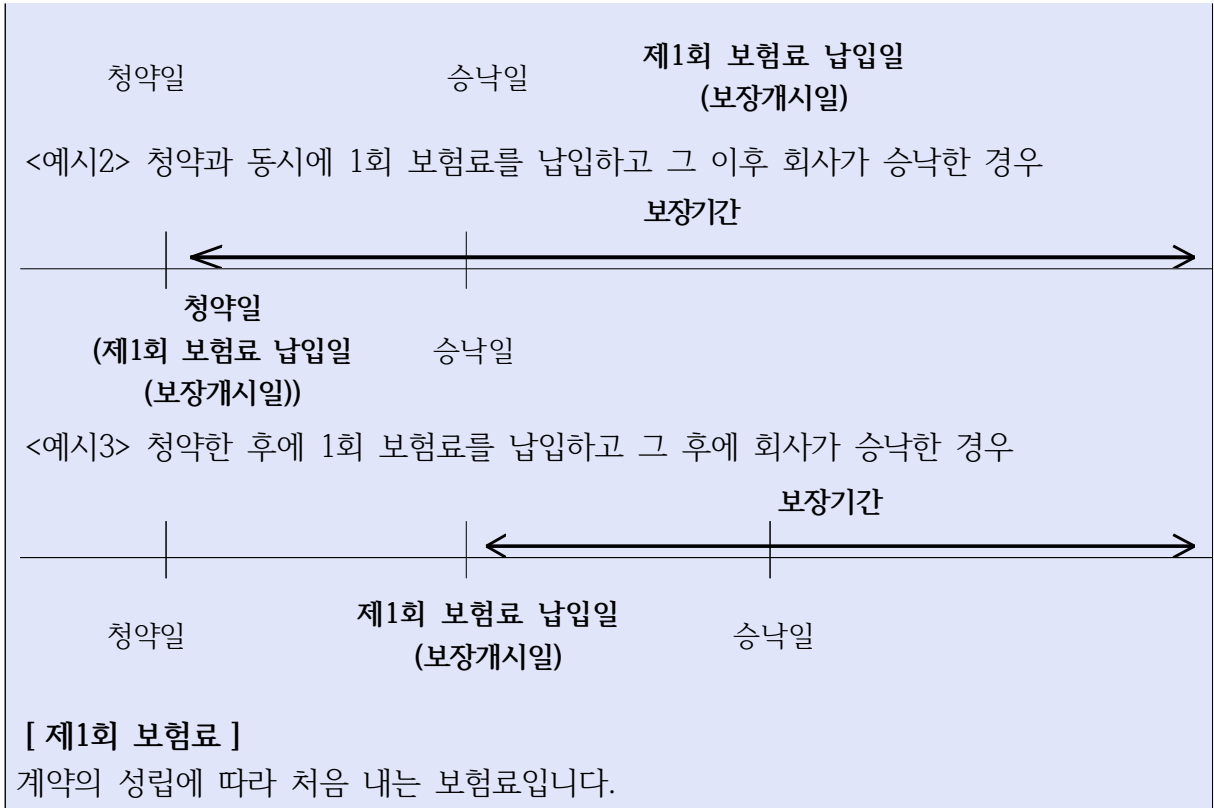 청약일 승낙일 제1회 보험료 납입일
(보장개시일)
<예시2> 청약과 동시에 1회 보험료를 납입하고 그 이후 회사가 승낙한 경우
보장기간
청약일
(제1회 보험료 납입일 승낙일
(보장개시일))
<예시3> 청약한 후에 1회 보험료를 납입하고 그 후에 회사가 승낙한 경우
보장기간
청약일 제1회 보험료 납입일 승낙일
(보장개시일)
[ 제1회 보험료 ]
계약의 성립에 따라 처음 내는 보험료입니다.